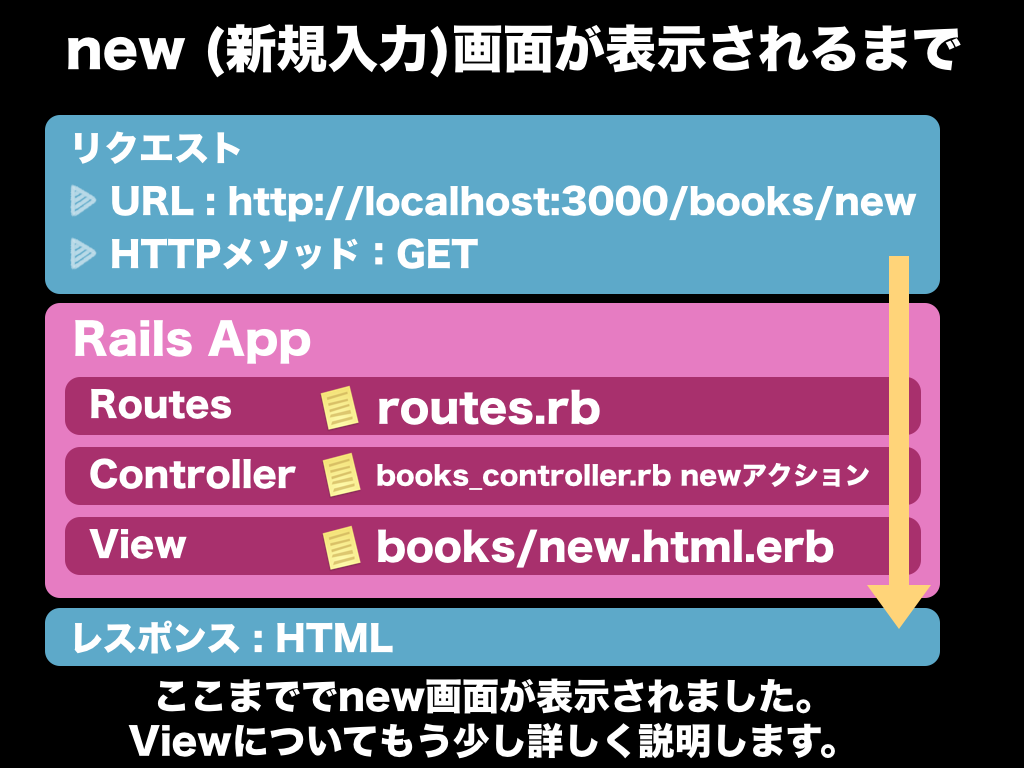 new (新規入力)画面が表示されるまで
リクエスト
URL : http://localhost:3000/books/new
HTTPメソッド：GET
Rails App
Routes routes.rb
Controller books_controller.rb newアクション
View books/new.html.erb
レスポンス : HTML
ここまででnew画面が表示されました。
Viewについてもう少し詳しく説明します。